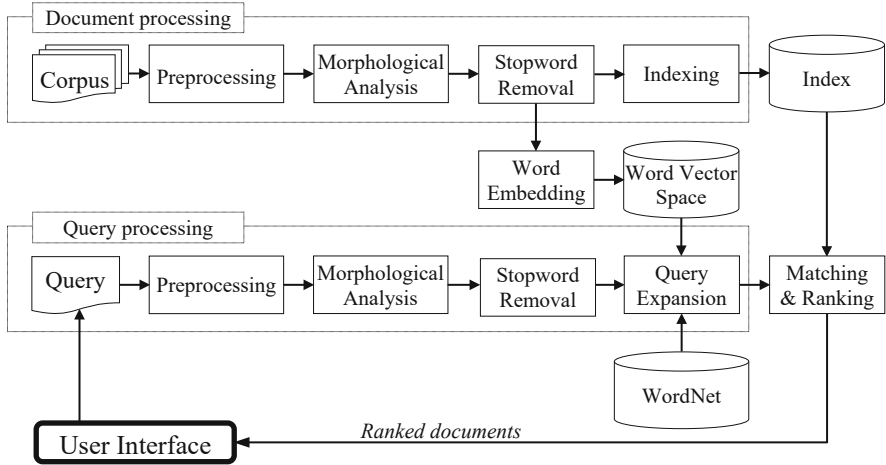 Document processing
Corpus
Preprocessing
Morphological
Analysis
Stopword
Removal
Indexing
Index
Word
Embedding
Word Vector
Space
Query processing
Query
Preprocessing
Morphological
Analysis
Stopword
Removal
Query
Expansion
Matching
& Ranking
WordNet
User Interface
Ranked documents